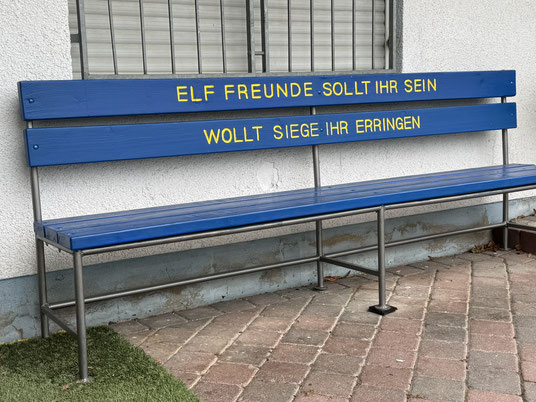 ELF FREUNDE SOLLT IHR SEIN
WOLLT SIEGE IHR ERRINGEN